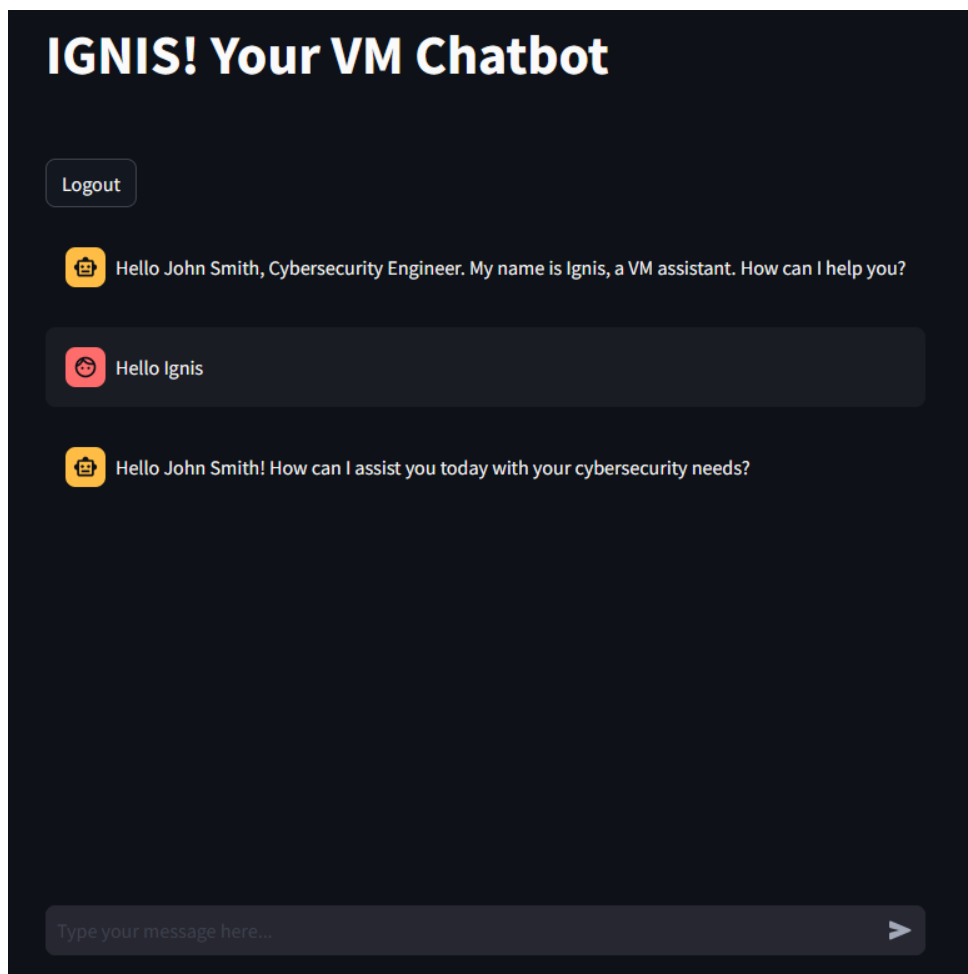 IGNIS! Your VM Chatbot
Logout
Hello John Smith, Cybersecurity Engineer. My name is Ignis, a VM assistant. How can I help you?
Hello Ignis
Hello John Smith! How can I assist you today with your cybersecurity needs?
Type your message here...